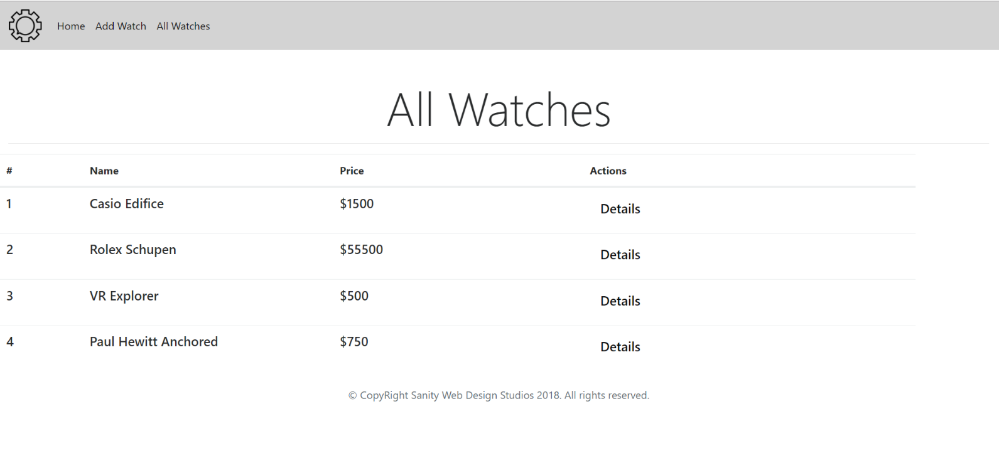 Home Add Watch All Watches
All Watches
# Name Price Actions
1 Casio Edifice $1500 Details
2 Rolex Schupen $55500 Details
3 VR Explorer $500 Details
4 Paul Hewitt Anchored $750 Details
© CopyRight Sanity Web Design Studios 2018. All rights reserved.